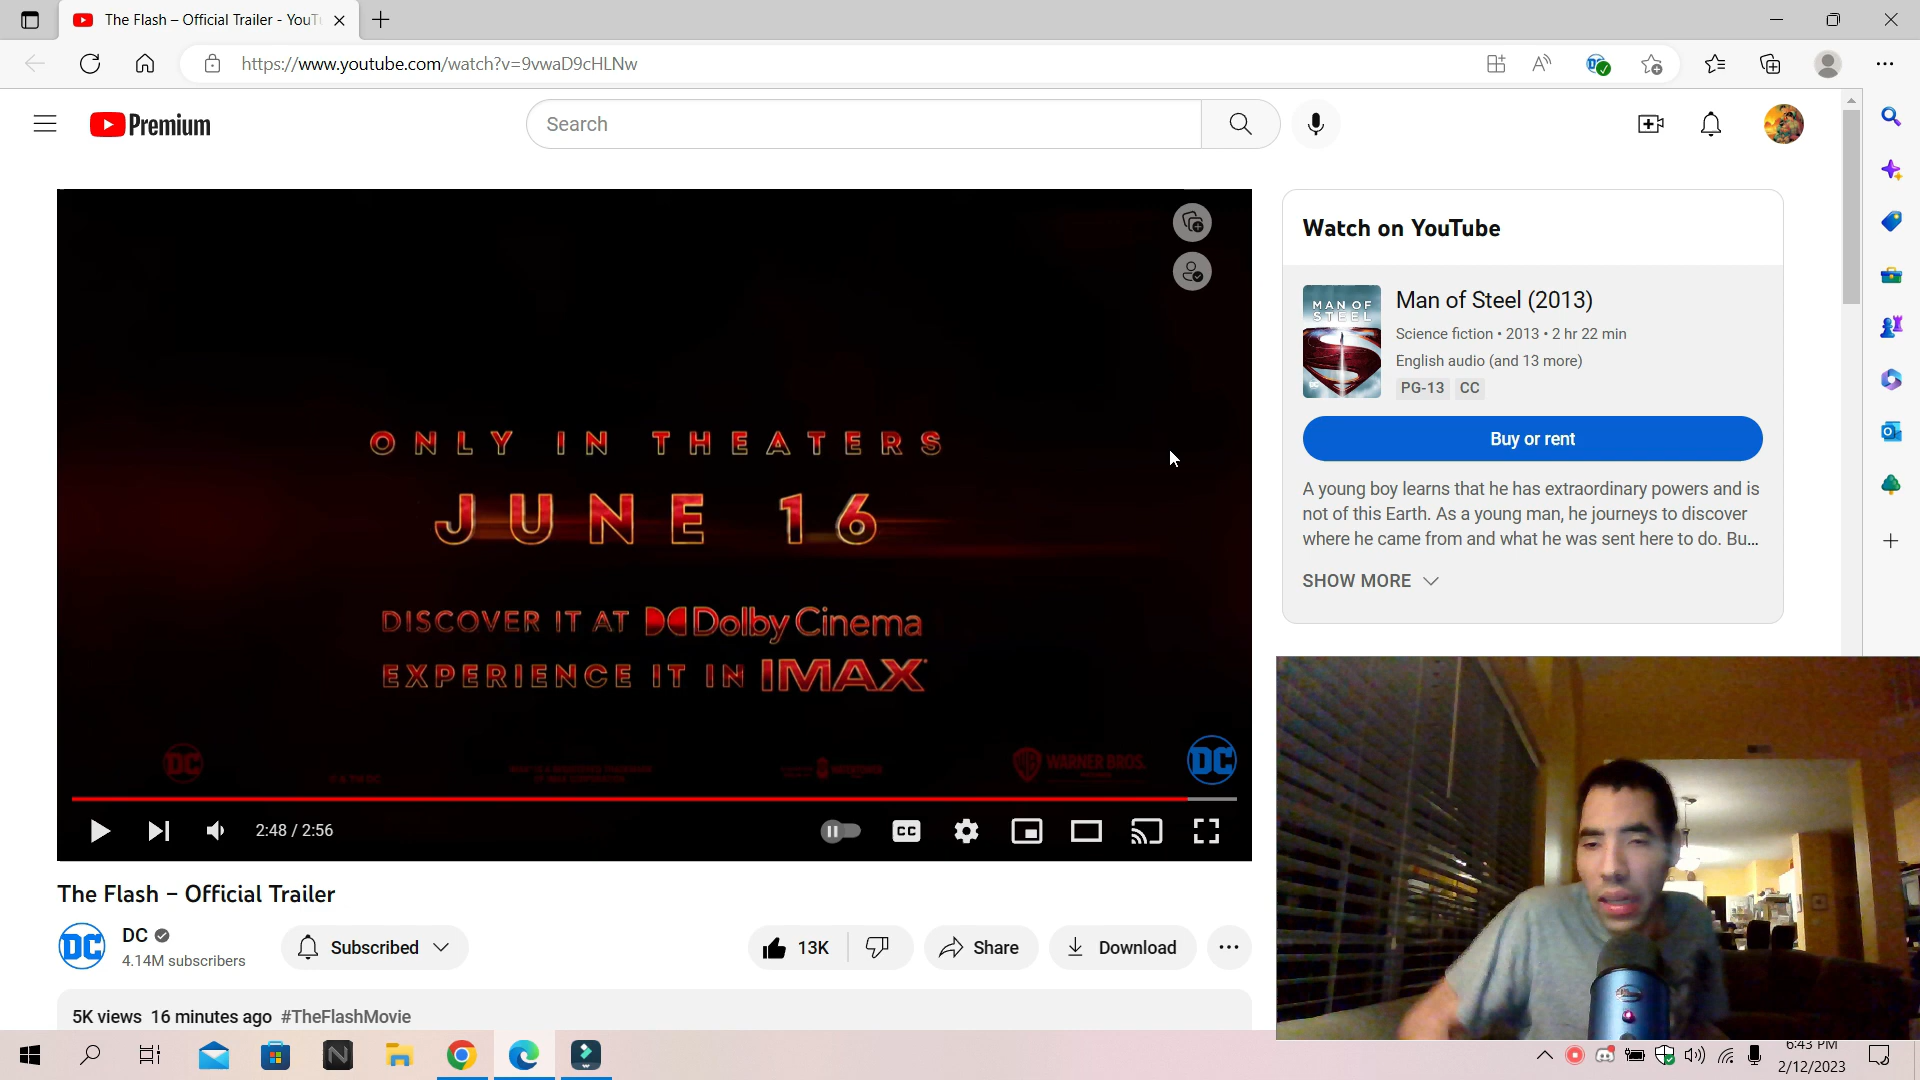 The Flash – Official Trailer - YouT
https://www.youtube.com/watch?v=9vwaD9cHLNw
Premium
Search
ONLY IN THEATERS
JUNE 16
DISCOVER IT AT Dolby Cinema
EXPERIENCE IT IN IMAX
DC
WARNER BROS.
DC
2:48 / 2:56
CC
The Flash – Official Trailer
DC
DC
4.14M subscribers
Subscribed
13K
Share
Download
5K views 16 minutes ago #TheFlashMovie
Watch on YouTube
MAN OF
STEEL
Man of Steel (2013)
Science fiction • 2013 • 2 hr 22 min
English audio (and 13 more)
PG-13 CC
Buy or rent
A young boy learns that he has extraordinary powers and is
not of this Earth. As a young man, he journeys to discover
where he came from and what he was sent here to do. Bu...
SHOW MORE
6:43 PM
2/12/2023